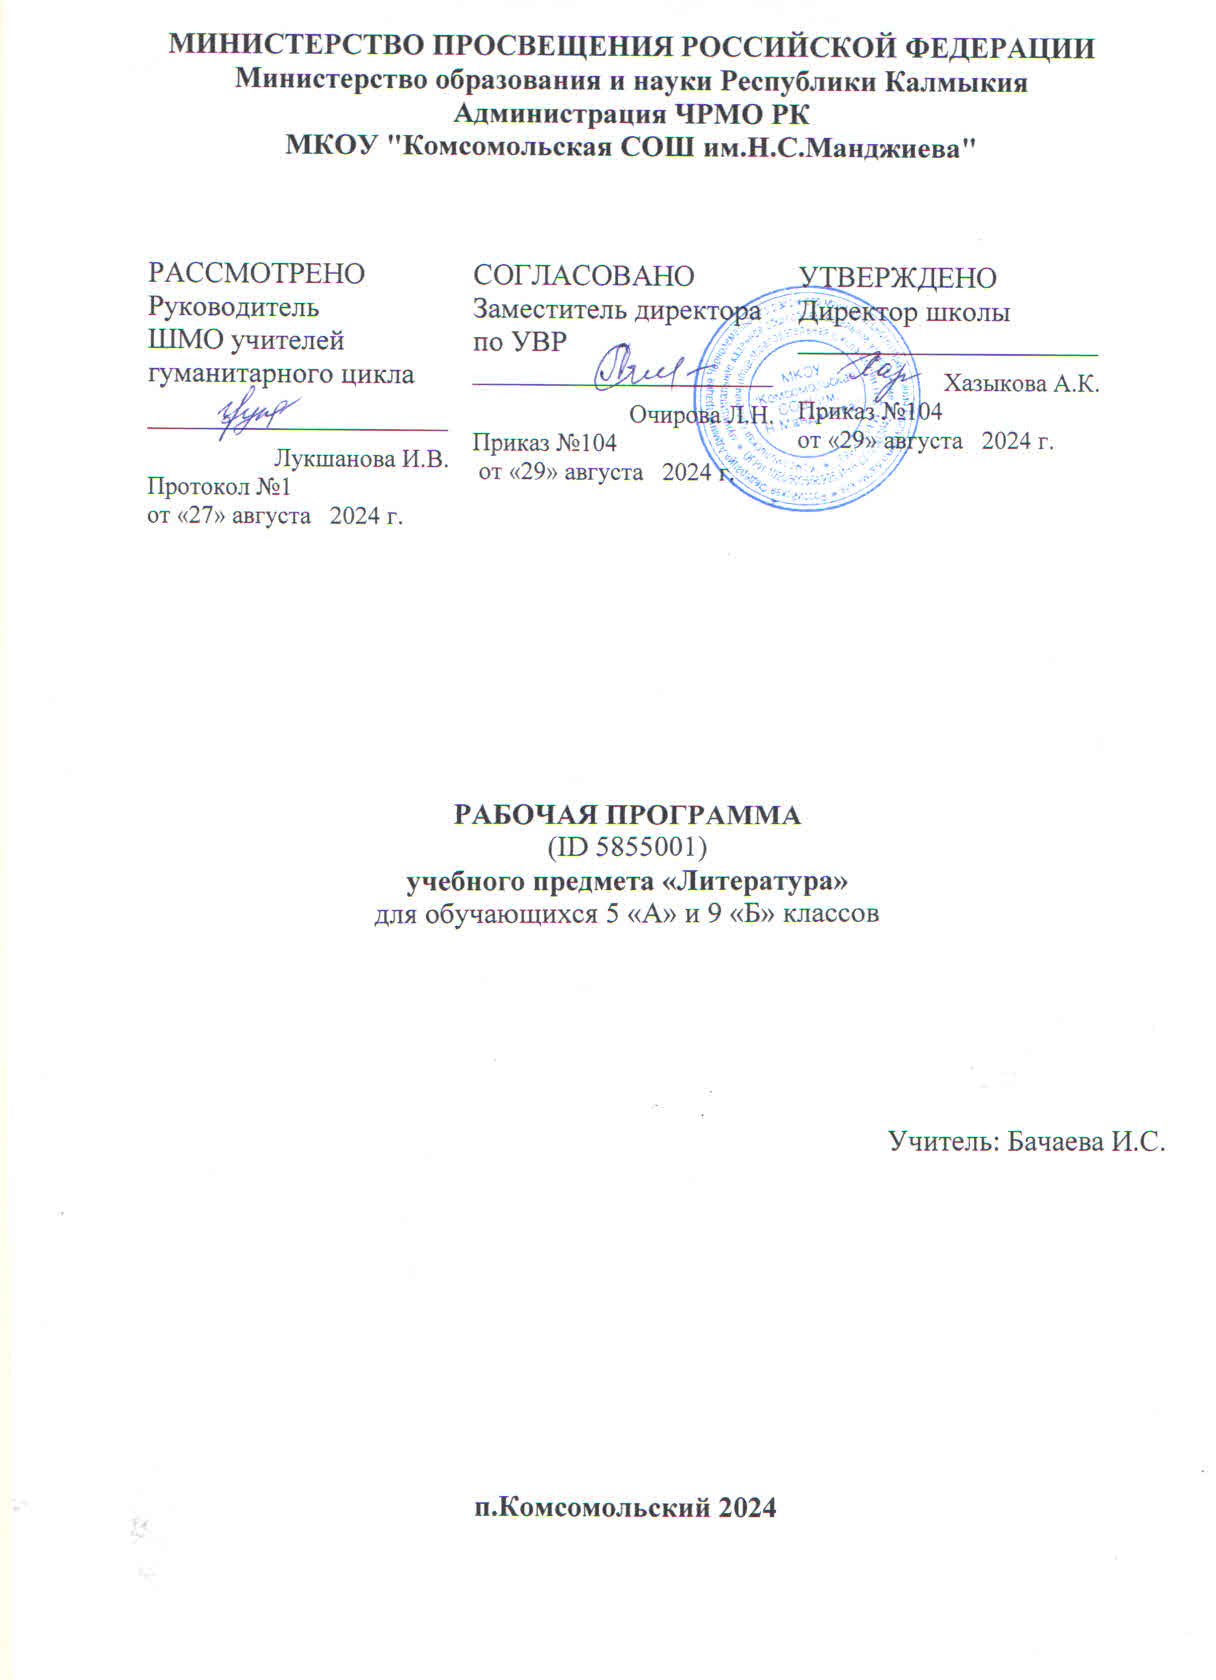 МИНИСТЕРСТВО ПРОСВЕЩЕНИЯ РОССИЙСКОЙ ФЕДЕРАЦИИ
Министерство образования и науки Республики Калмыкия
Администрация ЧРМО РК
МКОУ "Комсомольская СОШ им.Н.С.Манджиева"
РАССМОТРЕНО
Руководитель
ШМО учителей
гуманитарного цикла
Лукшанова И.В.
Протокол №1
от «27» августа 2024 г.
СОГЛАСОВАНО
Заместитель директора
по УВР
Очирова Л.Н.
Приказ №104
от «29» августа 2024 г.
УТВЕРЖДЕНО
Директор школы
Хазыкова А.К.
Приказ №104
от «29» августа 2024 г.
МКОУ
РАБОЧАЯ ПРОГРАММА
(ID 5855001)
учебного предмета «Литература»
для обучающихся 5 «А» и 9 «Б» классов
Учитель: Бачаева И.С.
п.Комсомольский 2024